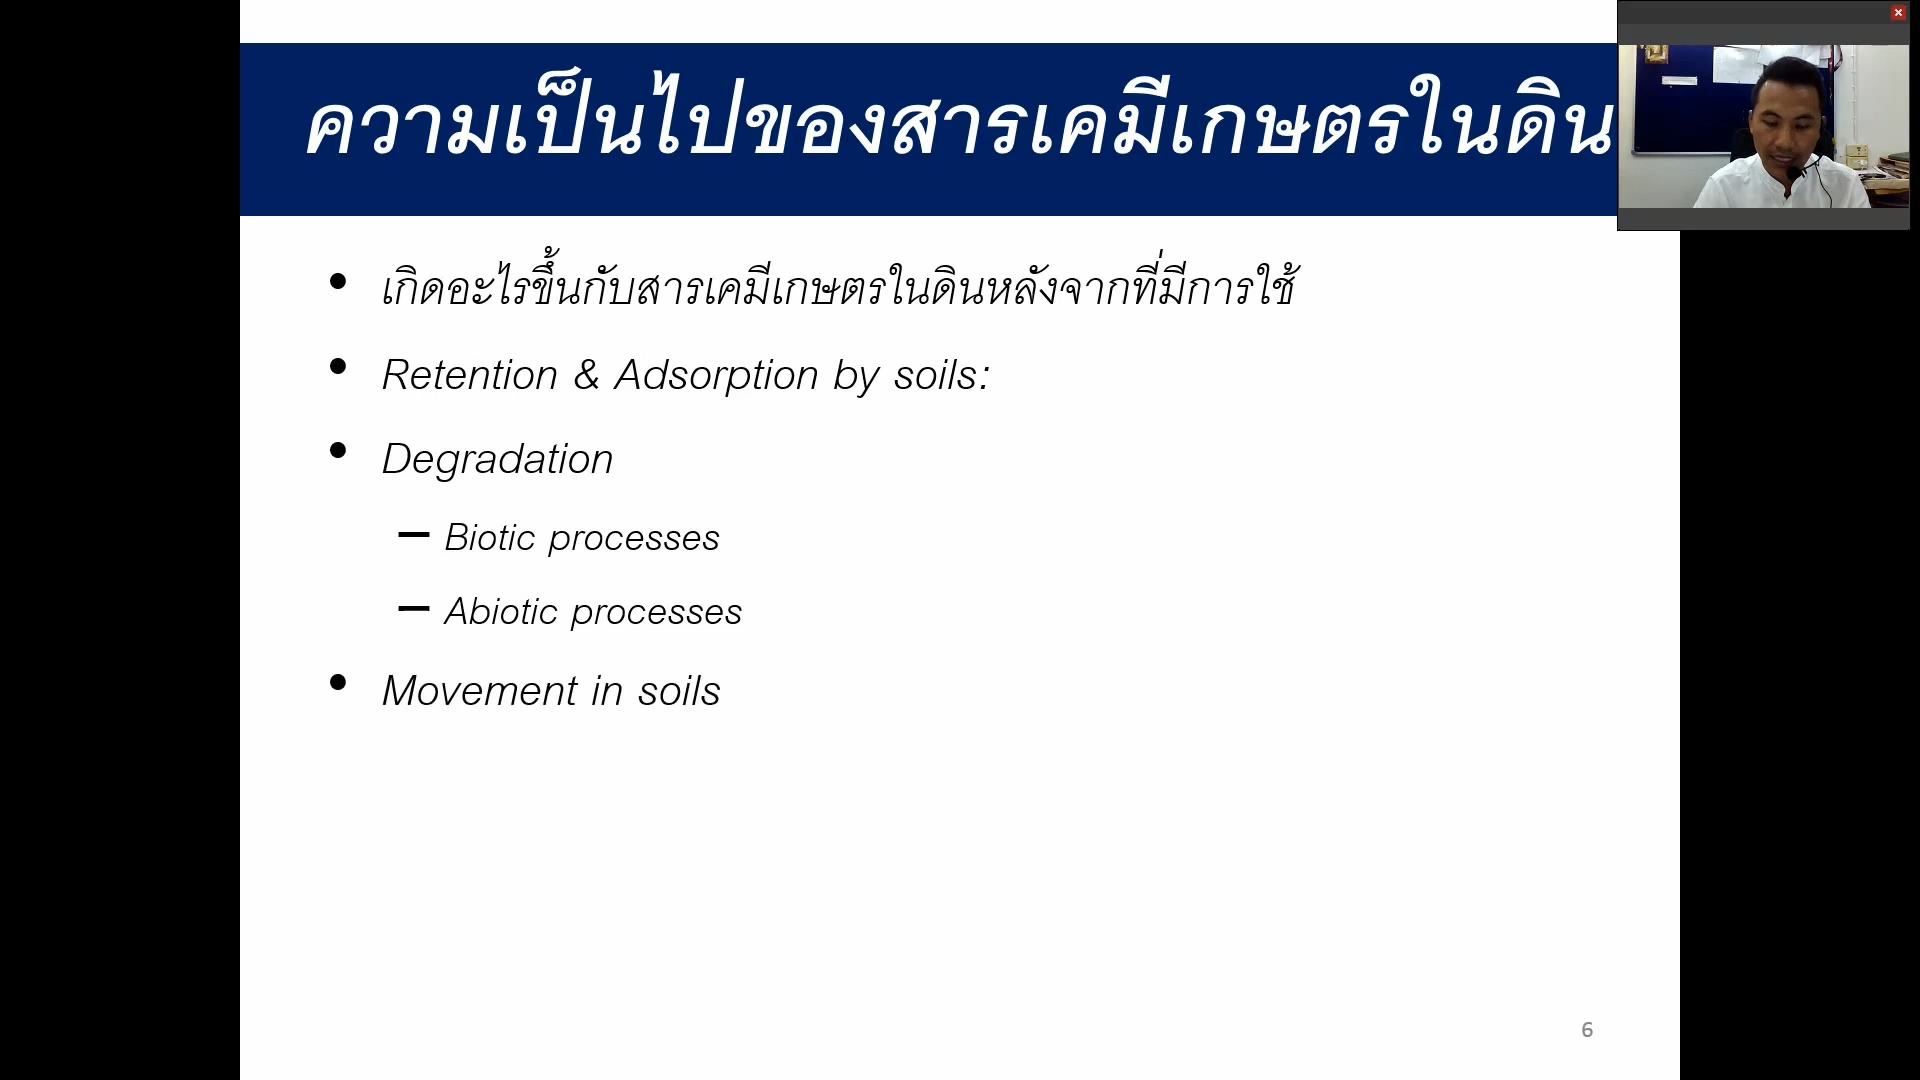 ความเป็นไปของสารเคมีเกษตรในดิน
• เกิดอะไรขึ้นกับสารเคมีเกษตรในดินหลังจากที่มีการใช้
• Retention & Adsorption by soils:
• Degradation
– Biotic processes
– Abiotic processes
• Movement in soils
6